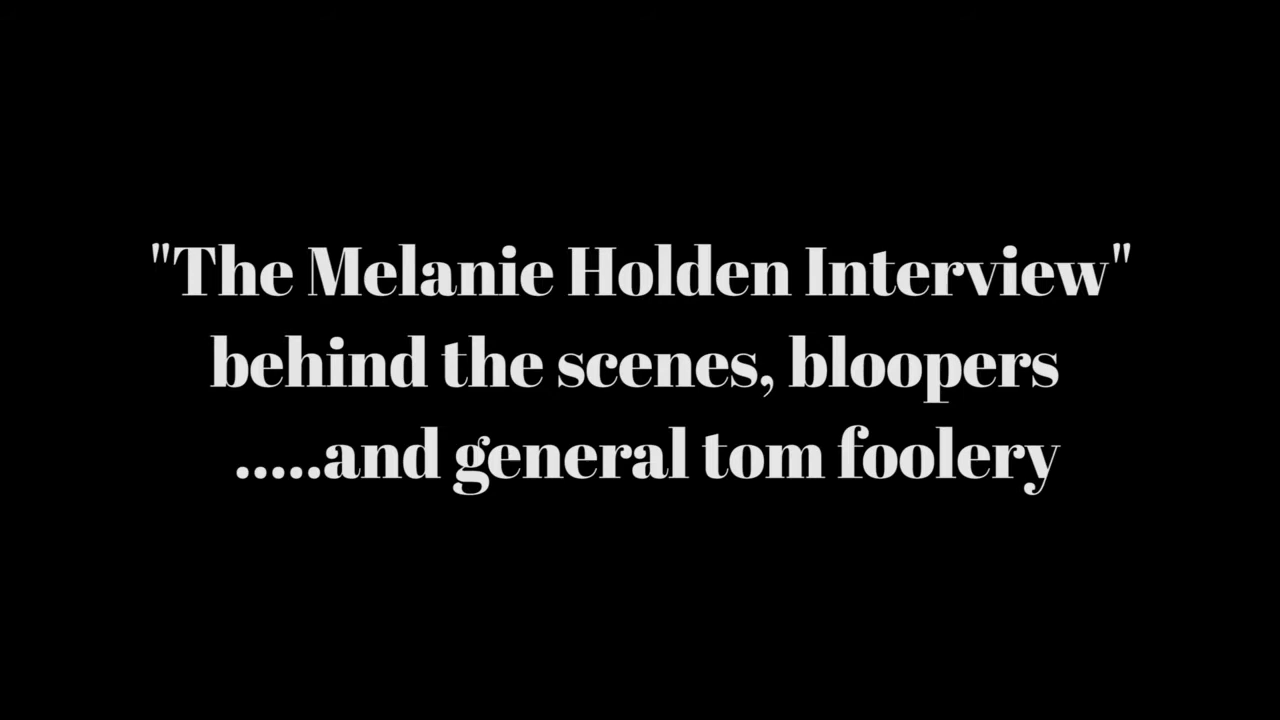 "The Melanie Holden Interview"
behind the scenes, bloopers
.....and general tom foolery